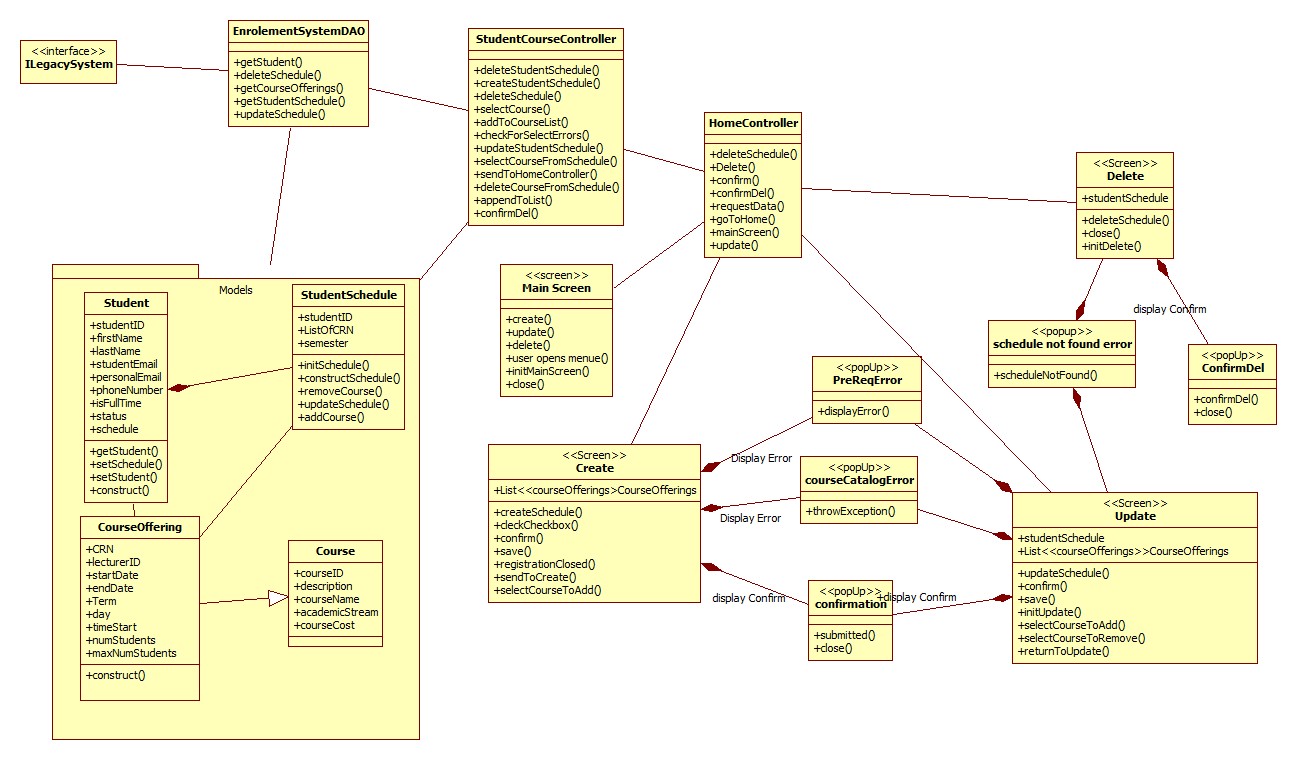 <<interface>>
ILegacySystem
EnrolementSystemDAO
+getStudent()
+deleteSchedule()
+getCourseOfferings()
+getStudentSchedule()
+updateSchedule()
StudentCourseController
+deleteStudentSchedule()
+createStudentSchedule()
+deleteSchedule()
+selectCourse()
+addToCourseList()
+checkForSelectErrors()
+updateStudentSchedule()
+selectCourseFromSchedule()
+sendToHomeController()
+deleteCourseFromSchedule()
+appendToList()
+confirmDel()
HomeController
+deleteSchedule()
+Delete()
+confirm()
+confirmDel()
+requestData()
+goToHome()
+mainScreen()
+update()
<<Screen>>
Delete
+studentSchedule
+deleteSchedule()
+close()
+initDelete()
<<screen>>
Main Screen
+create()
+update()
+delete()
+user opens menue()
+initMainScreen()
+close()
display Confirm
<<popup>>
schedule not found error
+scheduleNotFound()
<<popUp>>
ConfirmDel
+confirmDel()
+close()
Models
Student
+studentID
+firstName
+lastName
+studentEmail
+personalEmail
+phoneNumber
+isFullTime
+status
+schedule
+getStudent()
+setSchedule()
+setStudent()
+construct()
StudentSchedule
+studentID
+ListOfCRN
+semester
+initSchedule()
+constructSchedule()
+removeCourse()
+updateSchedule()
+addCourse()
CourseOffering
+CRN
+lecturerID
+startDate
+endDate
+Term
+day
+timeStart
+numStudents
+maxNumStudents
+construct()
Course
+courseID
+description
+courseName
+academicStream
+courseCost
<<popUp>>
PreReqError
+displayError()
<<Screen>>
Create
+List<<courseOfferings>CourseOfferings
+createSchedule()
+cleckCheckbox()
+confirm()
+save()
+registrationClosed()
+sendToCreate()
+selectCourseToAdd()
Display Error
<<popUp>>
courseCatalogError
+throwException()
Display Error
display Confirm
<<popUp>>
confirmation
+submitted()
+close()
+display Confirm
<<Screen>>
Update
+studentSchedule
+List<<courseOfferings>>CourseOfferings
+updateSchedule()
+confirm()
+save()
+initUpdate()
+selectCourseToAdd()
+selectCourseToRemove()
+returnToUpdate()